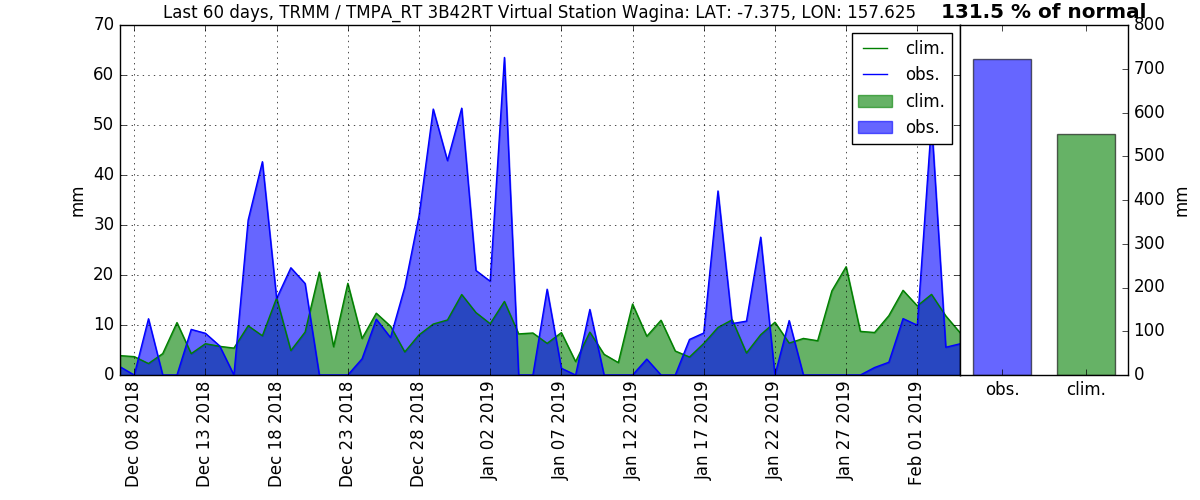 Last 60 days, TRMM / TMPA_RT 3B42RT Virtual Station Wagina: LAT: -7.375, LON: 157.625
131.5 % of normal
70
60
50
40
30
20
10
0
mm
clim.
obs.
clim.
obs.
800
700
600
500
400
300
200
100
0
mm
obs.
clim.
Dec 08 2018
Dec 13 2018
Dec 18 2018
Dec 23 2018
Dec 28 2018
Jan 02 2019
Jan 07 2019
Jan 12 2019
Jan 17 2019
Jan 22 2019
Jan 27 2019
Feb 01 2019